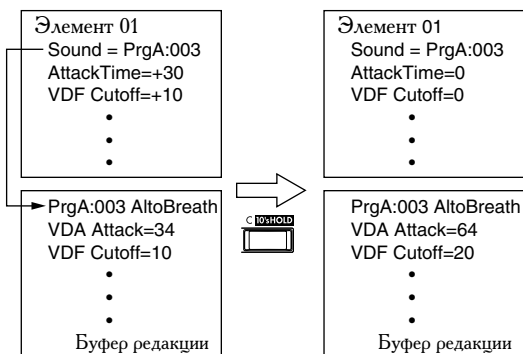 Элемент 01
Sound = PrgA:003
AttackTime=+30
VDF Cutoff=+10
•
•
•
PrgA:003 AltoBreath
VDA Attack=34
VDF Cutoff=10
•
•
•
Буфер редакции
C 10'sHOLD
Элемент 01
Sound = PrgA:003
AttackTime=0
VDF Cutoff=0
•
•
•
PrgA:003 AltoBreath
VDA Attack=64
VDF Cutoff=20
•
•
•
Буфер редакции